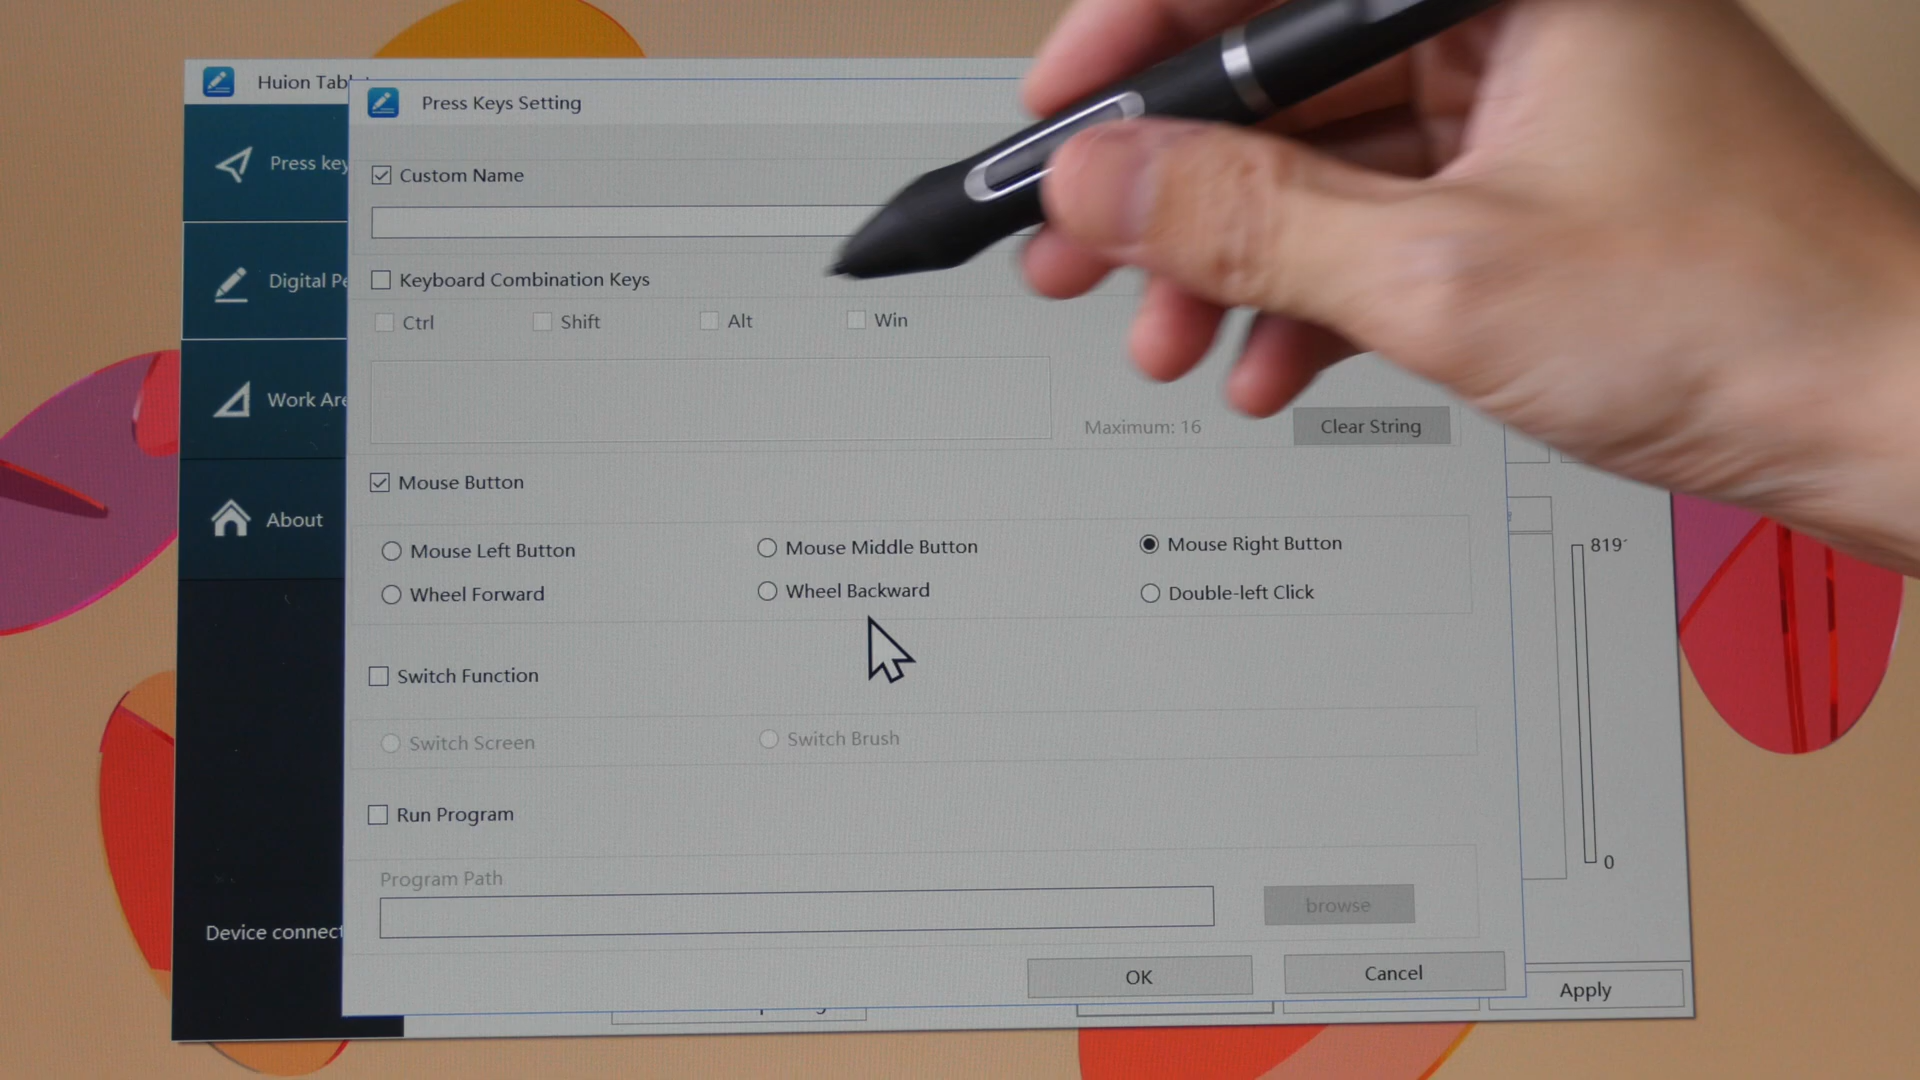 Huion Tabl
Press Keys Setting
Press key
Custom Name
Digital Pe
Keyboard Combination Keys
Ctrl Shift Alt Win
Work Are
Maximum: 16 Clear String
Mouse Button
About
Mouse Left Button Mouse Middle Button Mouse Right Button
819
Wheel Forward Wheel Backward Double-left Click
Switch Function
Switch Screen Switch Brush
Run Program
0
Program Path
browse
Device connect
OK Cancel
Apply